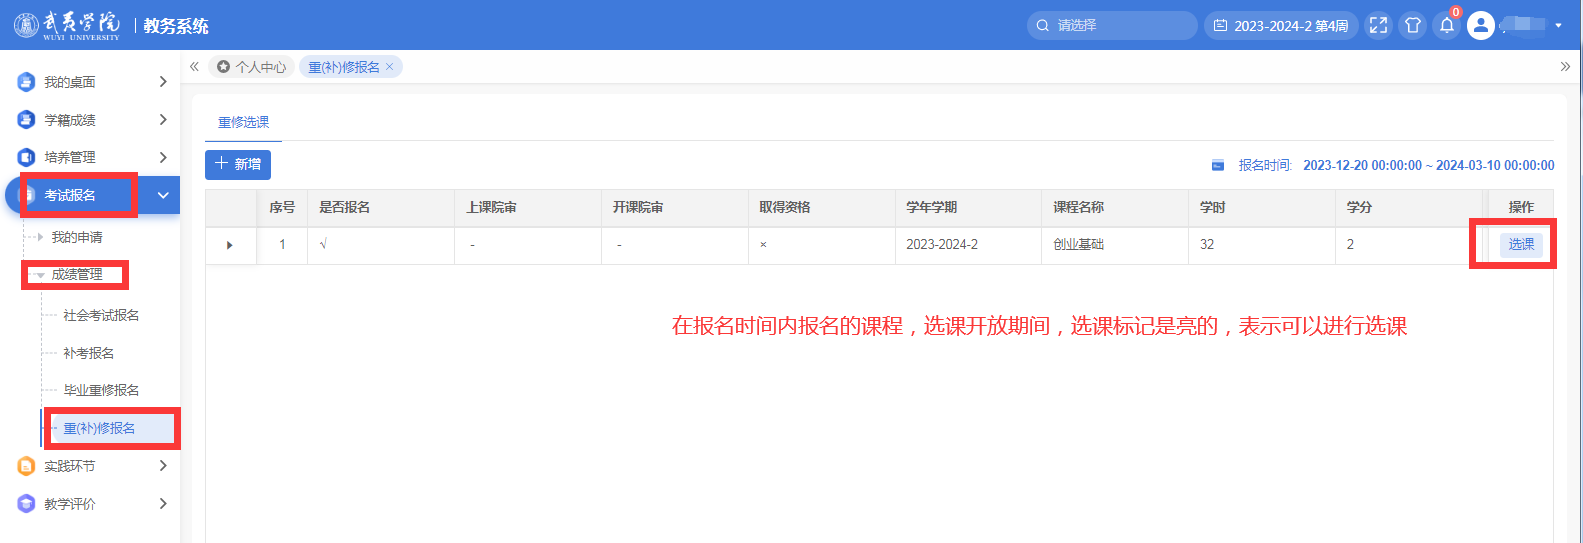 武夷学院
WUYI UNIVERSITY
教务系统
请选择
2023-2024-2 第4周
0
我的桌面
学籍成绩
培养管理
考试报名
我的申请
成绩管理
社会考试报名
补考报名
毕业重修报名
重(补)修报名
实践环节
教学评价
个人中心
重(补)修报名 ×
重修选课
新增
报名时间: 2023-12-20 00:00:00 ~ 2024-03-10 00:00:00
序号 是否报名 上课院审 开课院审 取得资格 学年学期 课程名称 学时 学分 操作
1 √ - - × 2023-2024-2 创业基础 32 2 选课
在报名时间内报名的课程，选课开放期间，选课标记是亮的，表示可以进行选课